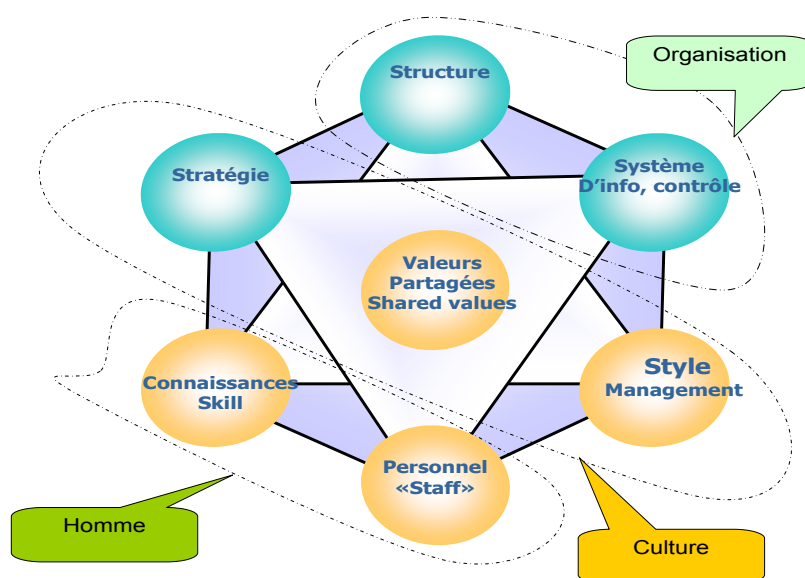 Structure
Organisation
Stratégie
Système
D’info, contrôle
Valeurs
Partagées
Shared values
Connaissances
Skill
Style
Management
Personnel
«Staff»
Homme
Culture